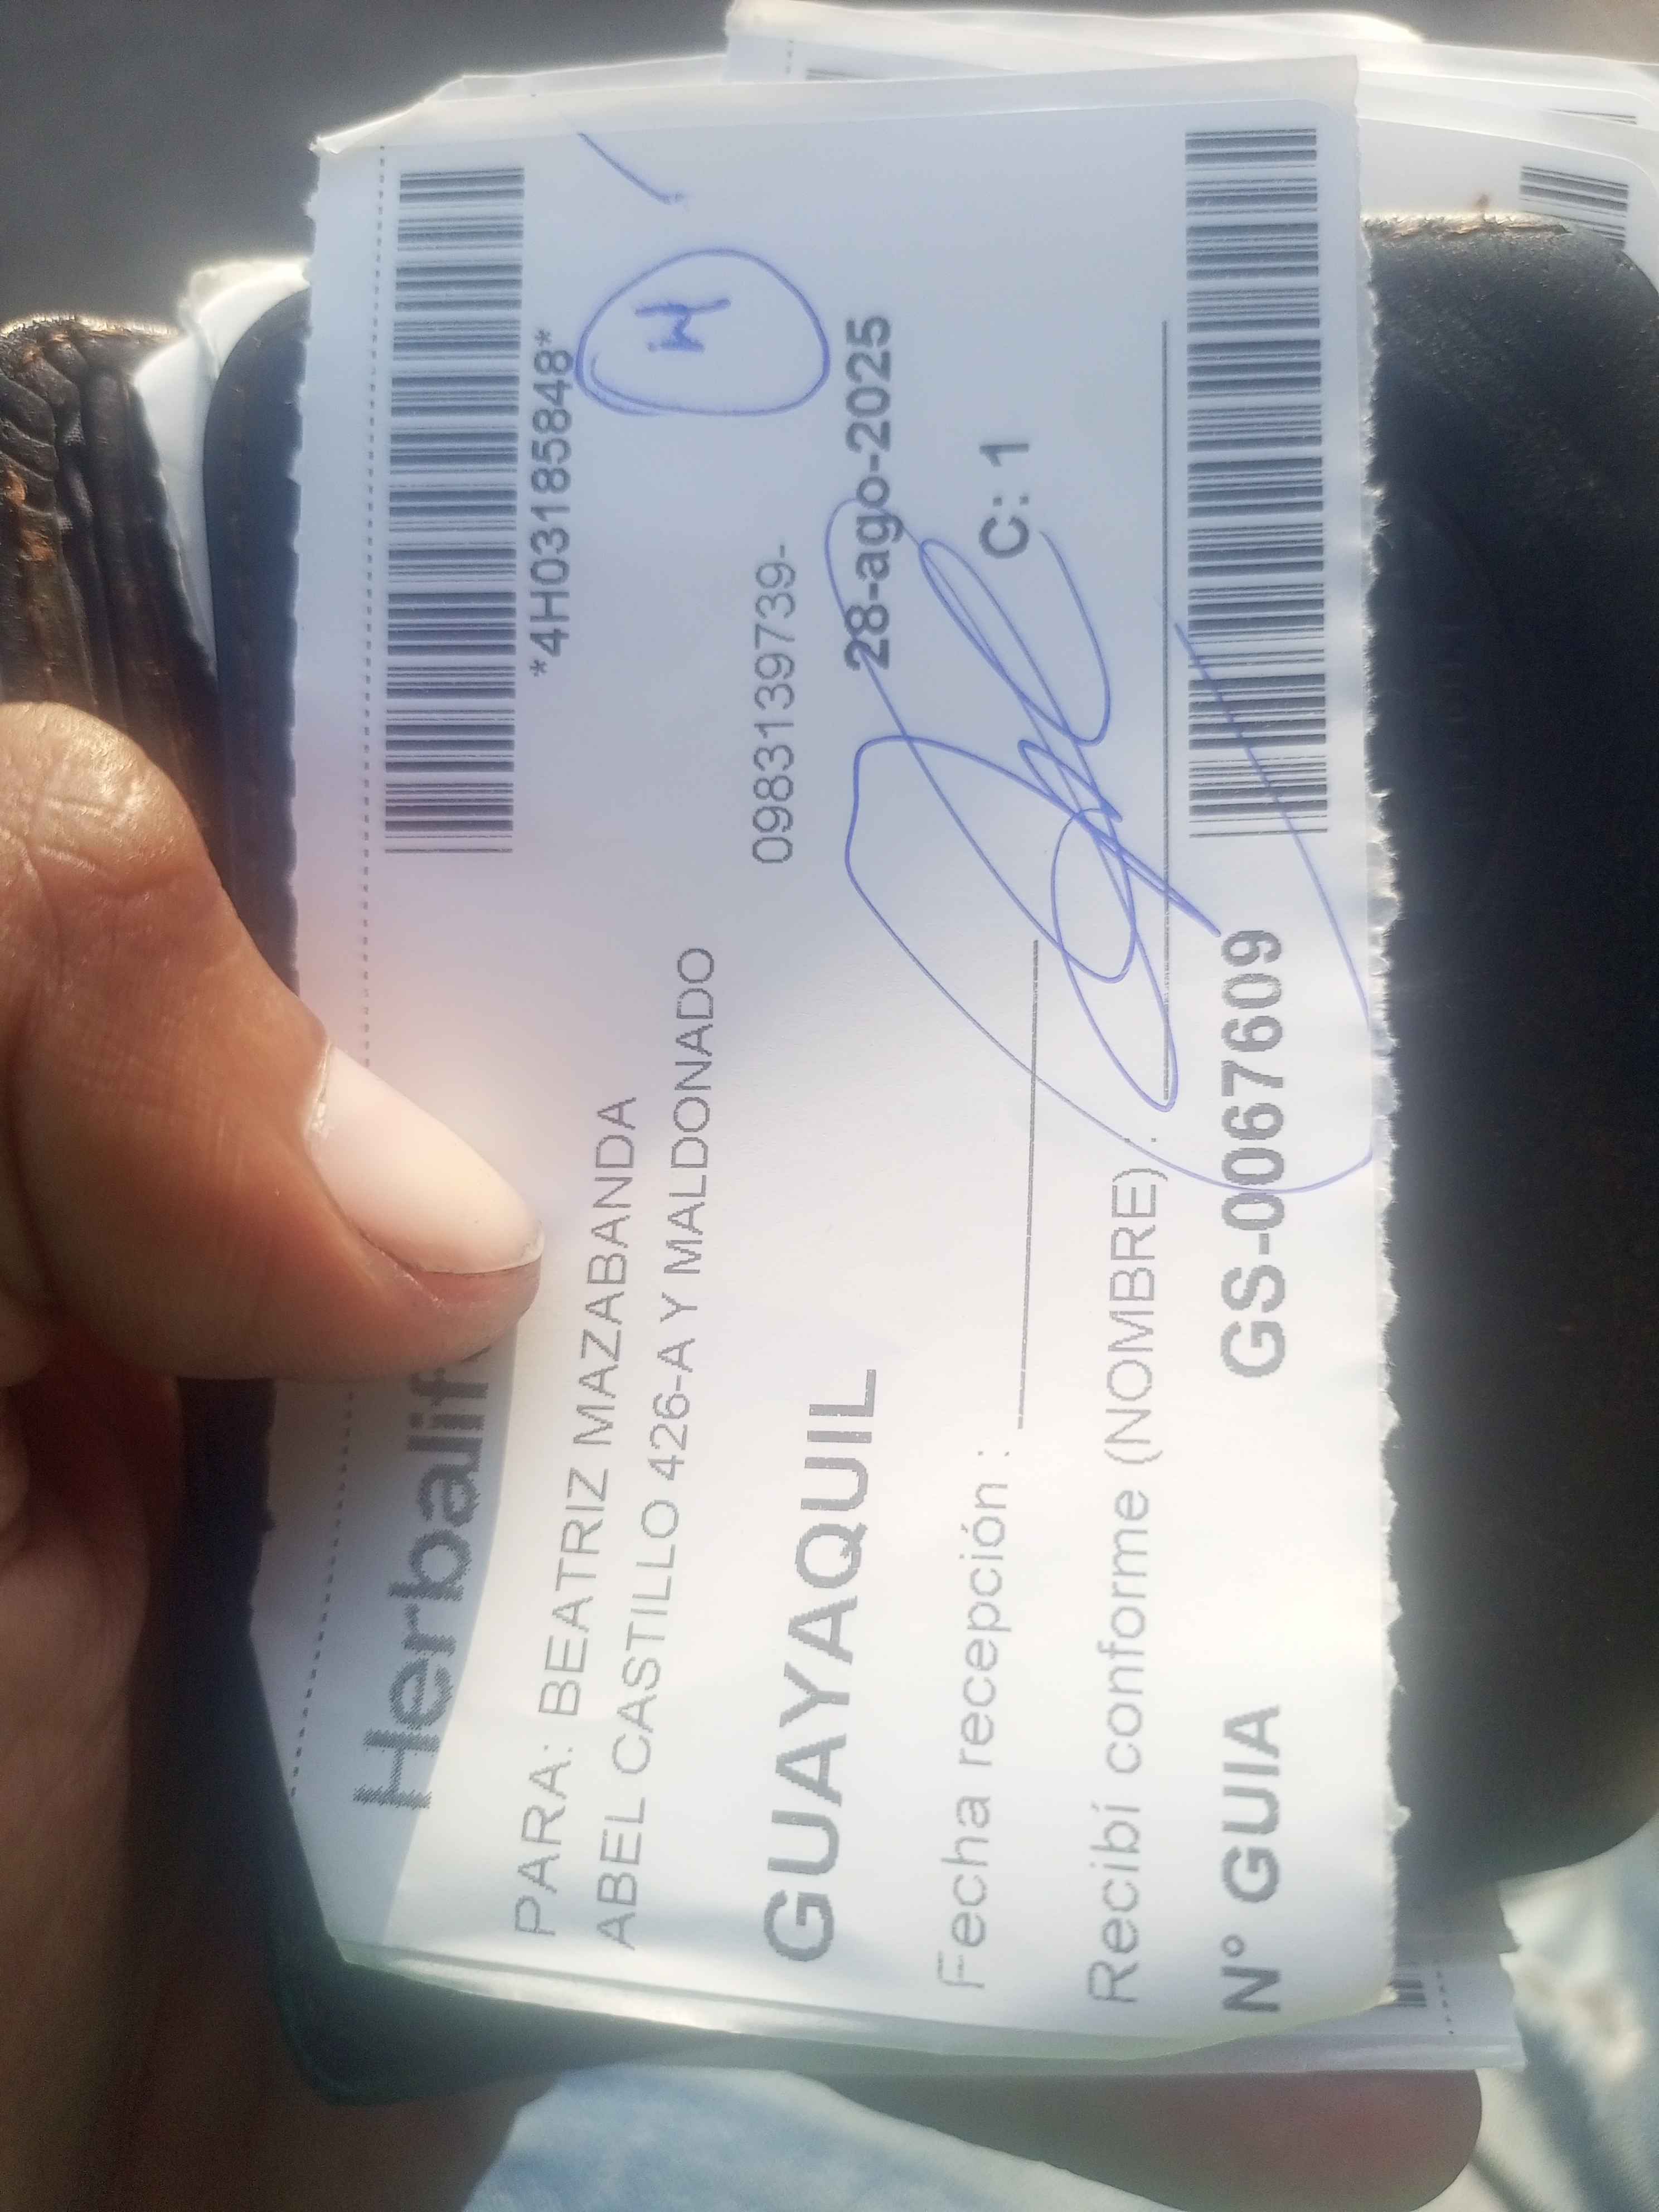 Herbalif
*4H03185848*
M
PARA: BEATRIZ MAZABANDA
ABEL CASTILLO 426-A Y MALDONADO
0983139739-
GUAYAQUIL
28-ago-2025
Fecha recepción :
C: 1
Recibí conforme (NOMBRE) :
N° GUIA GS-0067609